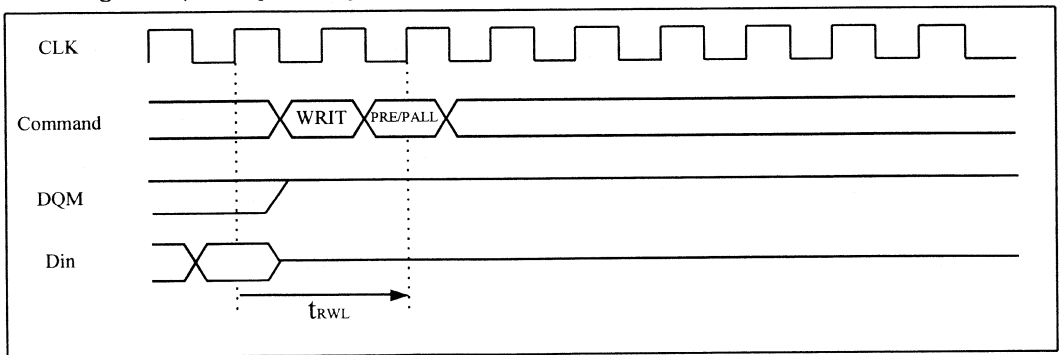 CLK
Command
WRIT
PRE/PALL
DQM
Din
tRWL